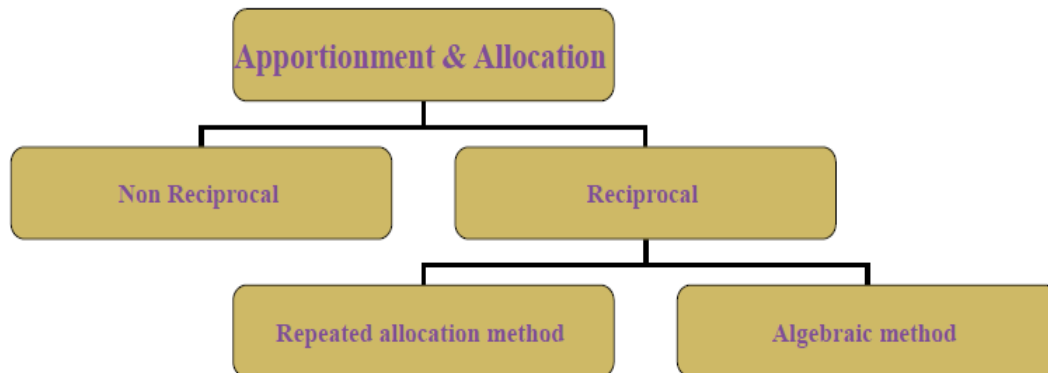 Apportionment & Allocation
Non Reciprocal
Reciprocal
Repeated allocation method
Algebraic method